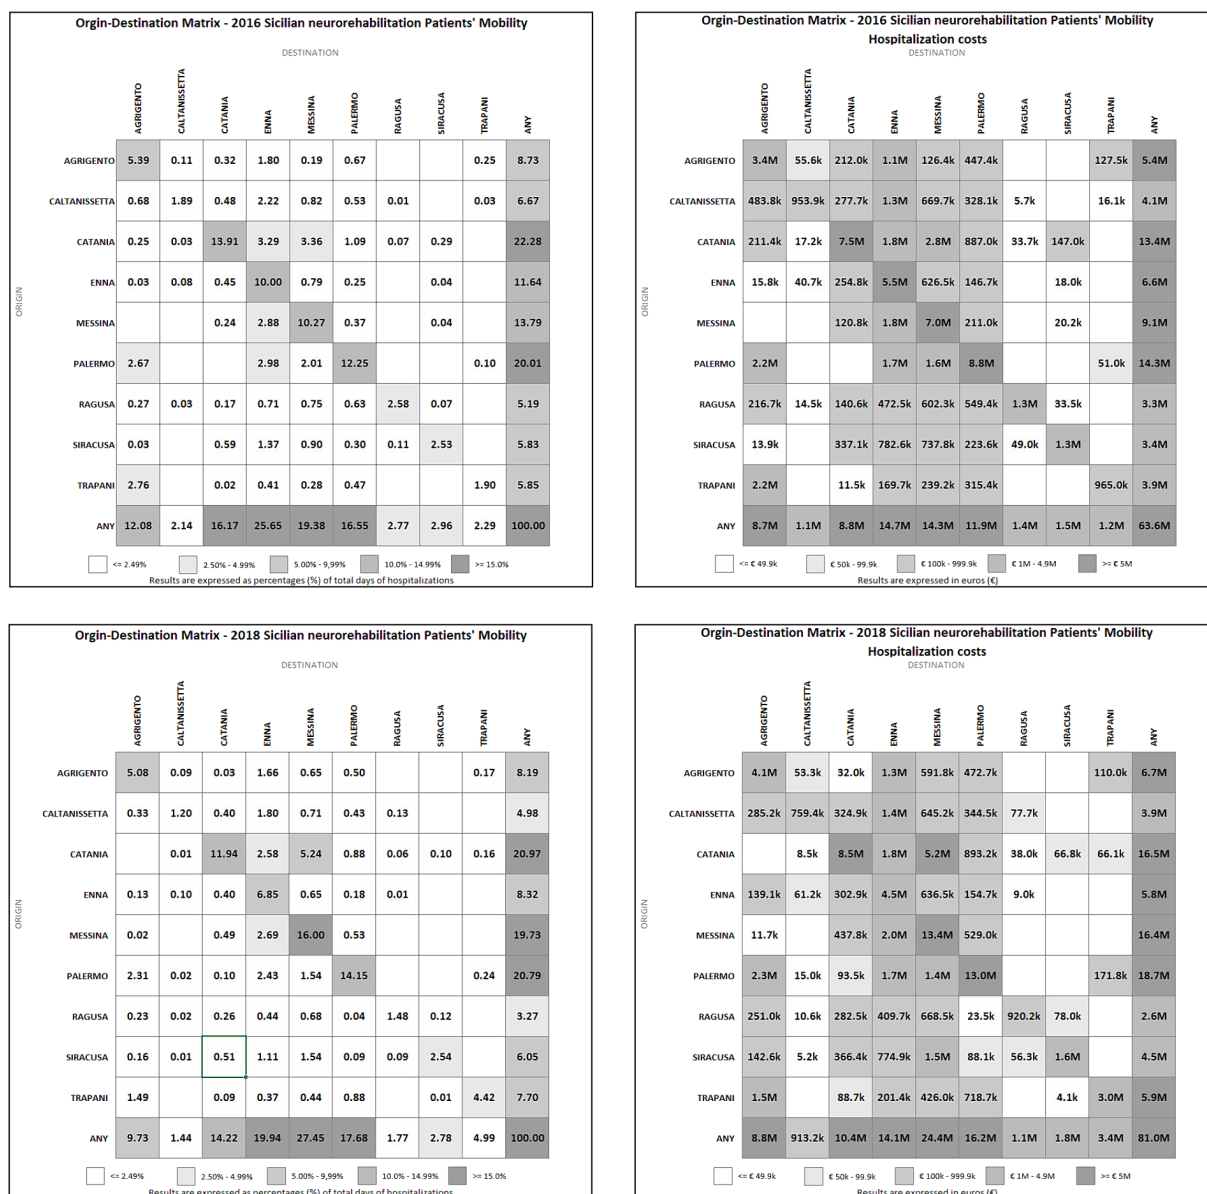 Orgin-Destination Matrix - 2016 Sicilian neurorehabilitation Patients' Mobility
DESTINATION
AGRIGENTO CALTANISSETTA CATANIA ENNA MESSINA PALERMO RAGUSA SIRACUSA TRAPANI ANY
ORIGIN
AGRIGENTO 5.39 0.11 0.32 1.80 0.19 0.67 0.25 8.73
CALTANISSETTA 0.68 1.89 0.48 2.22 0.82 0.53 0.01 0.03 6.67
CATANIA 0.25 0.03 13.91 3.29 3.36 1.09 0.07 0.29 22.28
ENNA 0.03 0.08 0.45 10.00 0.79 0.25 0.04 11.64
MESSINA 0.24 2.88 10.27 0.37 0.04 13.79
PALERMO 2.67 2.98 2.01 12.25 0.10 20.01
RAGUSA 0.27 0.03 0.17 0.71 0.75 0.63 2.58 0.07 5.19
SIRACUSA 0.03 0.59 1.37 0.90 0.30 0.11 2.53 5.83
TRAPANI 2.76 0.02 0.41 0.28 0.47 1.90 5.85
ANY 12.08 2.14 16.17 25.65 19.38 16.55 2.77 2.96 2.29 100.00
<= 2.49% 2.50% - 4.99% 5.00% - 9,99% 10.0% - 14.99% >= 15.0%
Results are expressed as percentages (%) of total days of hospitalizations
Orgin-Destination Matrix - 2016 Sicilian neurorehabilitation Patients' Mobility
Hospitalization costs
DESTINATION
AGRIGENTO CALTANISSETTA CATANIA ENNA MESSINA PALERMO RAGUSA SIRACUSA TRAPANI ANY
ORIGIN
AGRIGENTO 3.4M 55.6k 212.0k 1.1M 126.4k 447.4k 127.5k 5.4M
CALTANISSETTA 483.8k 953.9k 277.7k 1.3M 669.7k 328.1k 5.7k 16.1k 4.1M
CATANIA 211.4k 17.2k 7.5M 1.8M 2.8M 887.0k 33.7k 147.0k 13.4M
ENNA 15.8k 40.7k 254.8k 5.5M 626.5k 146.7k 18.0k 6.6M
MESSINA 120.8k 1.8M 7.0M 211.0k 20.2k 9.1M
PALERMO 2.2M 1.7M 1.6M 8.8M 51.0k 14.3M
RAGUSA 216.7k 14.5k 140.6k 472.5k 602.3k 549.4k 1.3M 33.5k 3.3M
SIRACUSA 13.9k 337.1k 782.6k 737.8k 223.6k 49.0k 1.3M 3.4M
TRAPANI 2.2M 11.5k 169.7k 239.2k 315.4k 965.0k 3.9M
ANY 8.7M 1.1M 8.8M 14.7M 14.3M 11.9M 1.4M 1.5M 1.2M 63.6M
<= € 49.9k € 50k - 99.9k € 100k - 999.9k € 1M - 4.9M >= € 5M
Results are expressed in euros (€)
Orgin-Destination Matrix - 2018 Sicilian neurorehabilitation Patients' Mobility
DESTINATION
AGRIGENTO CALTANISSETTA CATANIA ENNA MESSINA PALERMO RAGUSA SIRACUSA TRAPANI ANY
ORIGIN
AGRIGENTO 5.08 0.09 0.03 1.66 0.65 0.50 0.17 8.19
CALTANISSETTA 0.33 1.20 0.40 1.80 0.71 0.43 0.13 4.98
CATANIA 0.01 11.94 2.58 5.24 0.88 0.06 0.10 0.16 20.97
ENNA 0.13 0.10 0.40 6.85 0.65 0.18 0.01 8.32
MESSINA 0.02 0.49 2.69 16.00 0.53 19.73
PALERMO 2.31 0.02 0.10 2.43 1.54 14.15 0.24 20.79
RAGUSA 0.23 0.02 0.26 0.44 0.68 0.04 1.48 0.12 3.27
SIRACUSA 0.16 0.01 0.51 1.11 1.54 0.09 0.09 2.54 6.05
TRAPANI 1.49 0.09 0.37 0.44 0.88 0.01 4.42 7.70
ANY 9.73 1.44 14.22 19.94 27.45 17.68 1.77 2.78 4.99 100.00
<= 2.49% 2.50% - 4.99% 5.00% - 9,99% 10.0% - 14.99% >= 15.0%
Results are expressed as percentages (%) of total days of hospitalizations
Orgin-Destination Matrix - 2018 Sicilian neurorehabilitation Patients' Mobility
Hospitalization costs
DESTINATION
AGRIGENTO CALTANISSETTA CATANIA ENNA MESSINA PALERMO RAGUSA SIRACUSA TRAPANI ANY
ORIGIN
AGRIGENTO 4.1M 53.3k 32.0k 1.3M 591.8k 472.7k 110.0k 6.7M
CALTANISSETTA 285.2k 759.4k 324.9k 1.4M 645.2k 344.5k 77.7k 3.9M
CATANIA 8.5k 8.5M 1.8M 5.2M 893.2k 38.0k 66.8k 66.1k 16.5M
ENNA 139.1k 61.2k 302.9k 4.5M 636.5k 154.7k 9.0k 5.8M
MESSINA 11.7k 437.8k 2.0M 13.4M 529.0k 16.4M
PALERMO 2.3M 15.0k 93.5k 1.7M 1.4M 13.0M 171.8k 18.7M
RAGUSA 251.0k 10.6k 282.5k 409.7k 668.5k 23.5k 920.2k 78.0k 2.6M
SIRACUSA 142.6k 5.2k 366.4k 774.9k 1.5M 88.1k 56.3k 1.6M 4.5M
TRAPANI 1.5M 88.7k 201.4k 426.0k 718.7k 4.1k 3.0M 5.9M
ANY 8.8M 913.2k 10.4M 14.1M 24.4M 16.2M 1.1M 1.8M 3.4M 81.0M
<= € 49.9k € 50k - 99.9k € 100k - 999.9k € 1M - 4.9M >= € 5M
Results are expressed in euros (€)